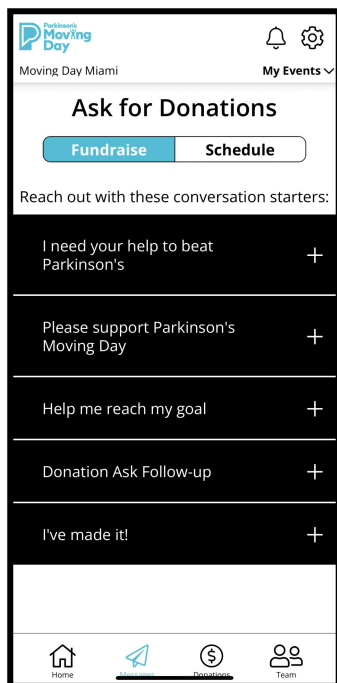 Parkinson's
Moving
Day
Moving Day Miami
My Events
Ask for Donations
Fundraise
Schedule
Reach out with these conversation starters:
I need your help to beat
Parkinson's
Please support Parkinson's
Moving Day
Help me reach my goal
Donation Ask Follow-up
I've made it!
Home
Messages
Donations
Team